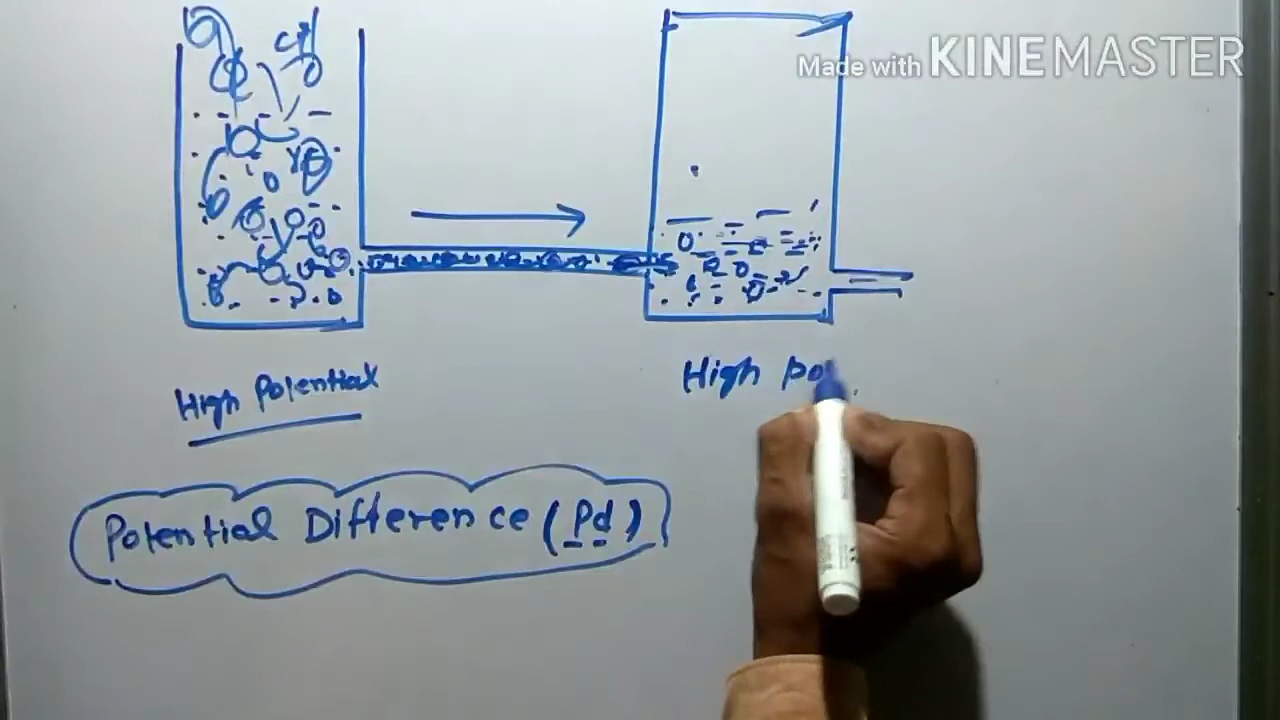 Made with KINEMASTER
High Potential
High po
Potential Difference (Pd)